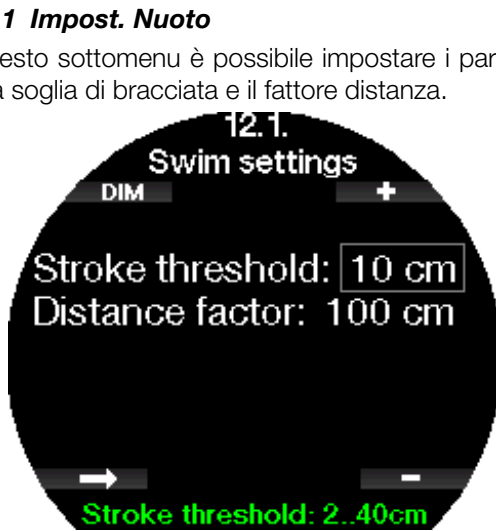 1 Impost. Nuoto
esto sottomenu è possibile impostare i par
a soglia di bracciata e il fattore distanza.
12.1.
Swim settings
DIM +
Stroke threshold: 10 cm
Distance factor: 100 cm
→ -
Stroke threshold: 2..40cm